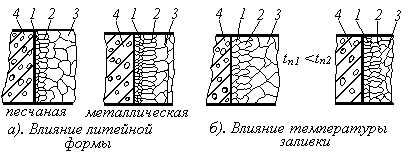 4 1 2 3 4 1 2 3 4 1 2 3 4 1 2 3
tп1 <tп2
песчаная металлическая
а). Влияние литейной формы
б). Влияние температуры заливки